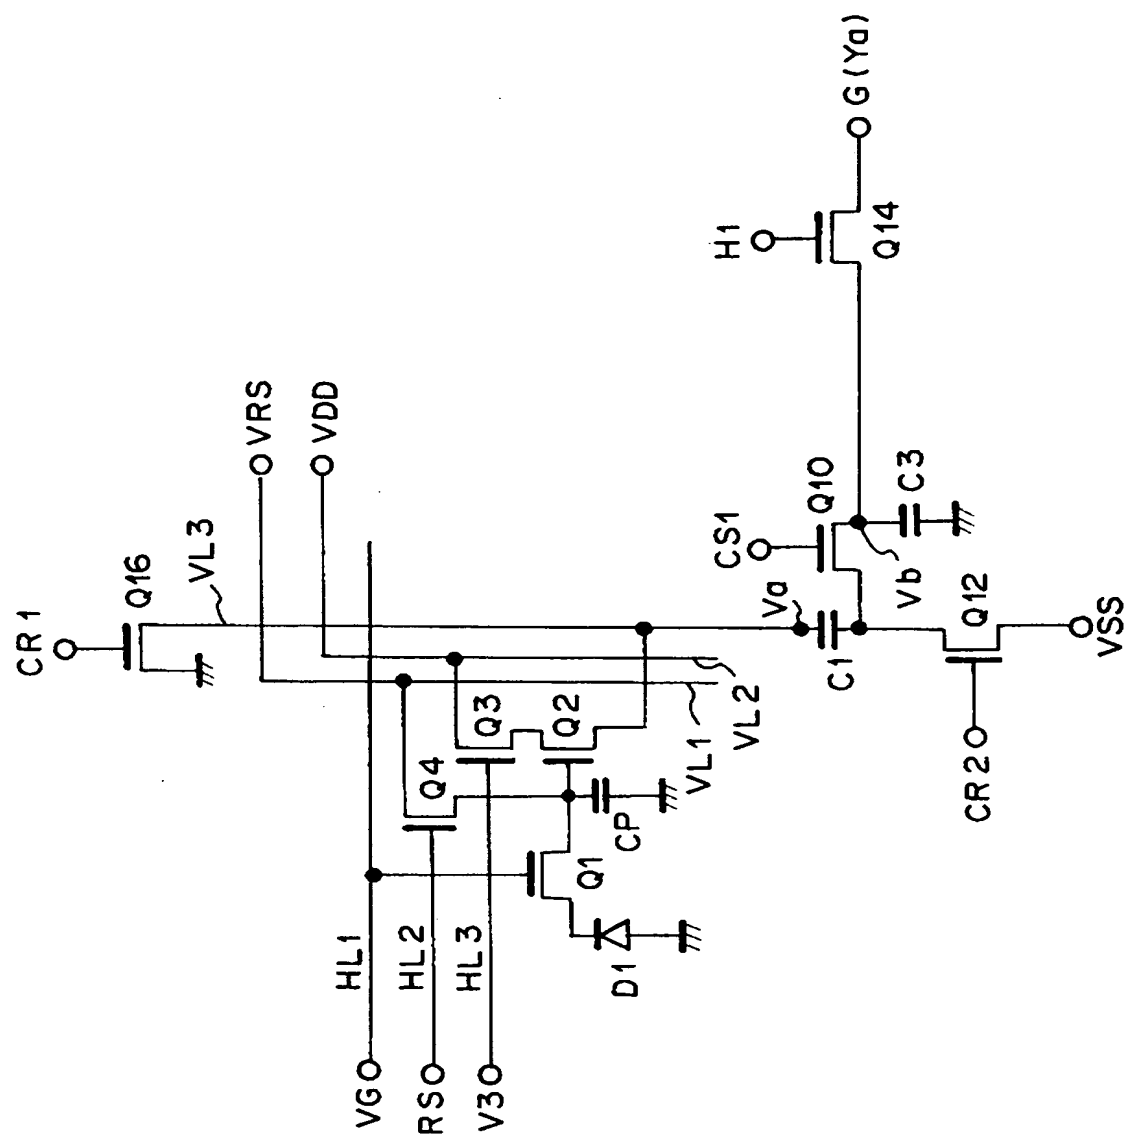 CR1
Q16
VL3
VRS
VDD
HL1
HL2
HL3
VG
RS
V3
Q4
Q3
Q2
Q1
D1
CP
VL1
VL2
Va
C1
CS1
Q10
Vb
C3
Q12
CR2
VSS
H1
Q14
G(Ya)